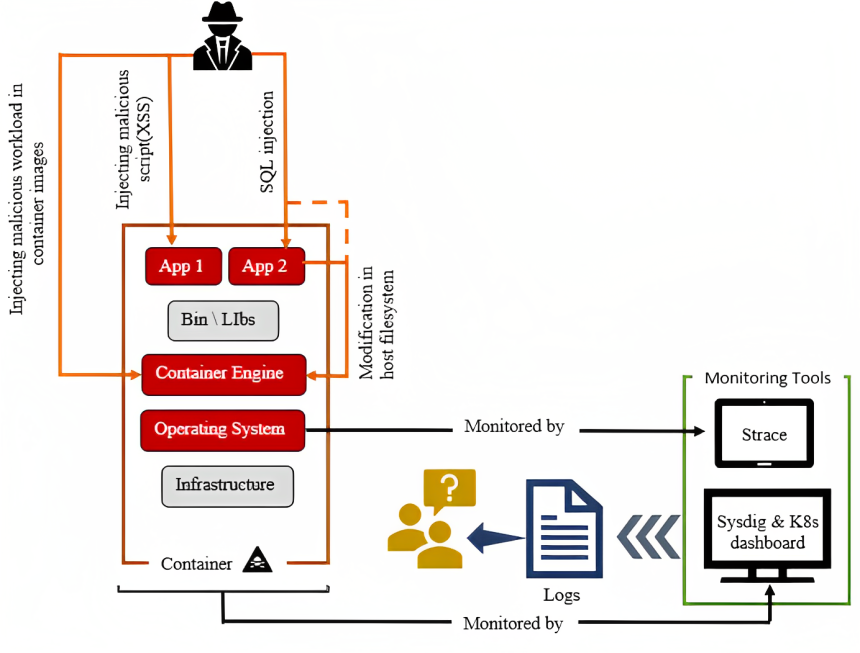 Injecting malicious workload in
container images
Injecting malicious
script(XSS)
SQL injection
App 1
App 2
Bin \ LIbs
Modification in
host filesystem
Container Engine
Operating System
Infrastructure
Container
Monitored by
Monitoring Tools
Strace
Sysdig & K8s
dashboard
?
Logs
Monitored by